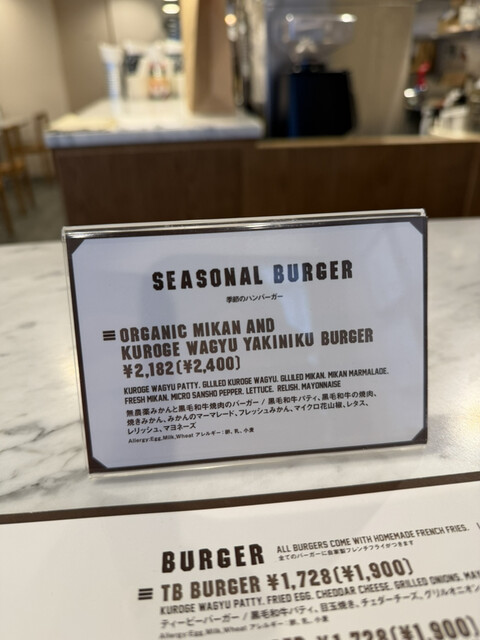 SEASONAL BURGER
季節のハンバーガー
ORGANIC MIKAN AND
KUROGE WAGYU YAKINIKU BURGER
¥2,182(¥2,400)
KUROGE WAGYU PATTY. GLLILED KUROGE WAGYU. GLLILED MIKAN. MIKAN MARMALADE.
FRESH MIKAN. MICRO SANSHO PEPPER. LETTUCE. RELISH. MAYONNAISE
無農薬みかんと黒毛和牛焼肉のバーガー / 黒毛和牛パティ、黒毛和牛の焼肉、
焼きみかん、みかんのマーマレード、フレッシュみかん、マイクロ花山椒、レタス、
レリッシュ、マヨネーズ
Allergy:Egg,Milk,Wheat アレルギー：卵、乳、小麦
BURGER ALL BURGERS COME WITH HOMEMADE FRENCH FRIES.
全てのバーガーに自家製フレンチフライがつきます
TB BURGER ¥1,728(¥1,900)
KUROGE WAGYU PATTY. FRIED EGG. CHEDDAR CHEESE. GRILLED ONIONS.
ティービーバーガー / 黒毛和牛パティ、目玉焼き、チェダーチーズ、グリルオニオン